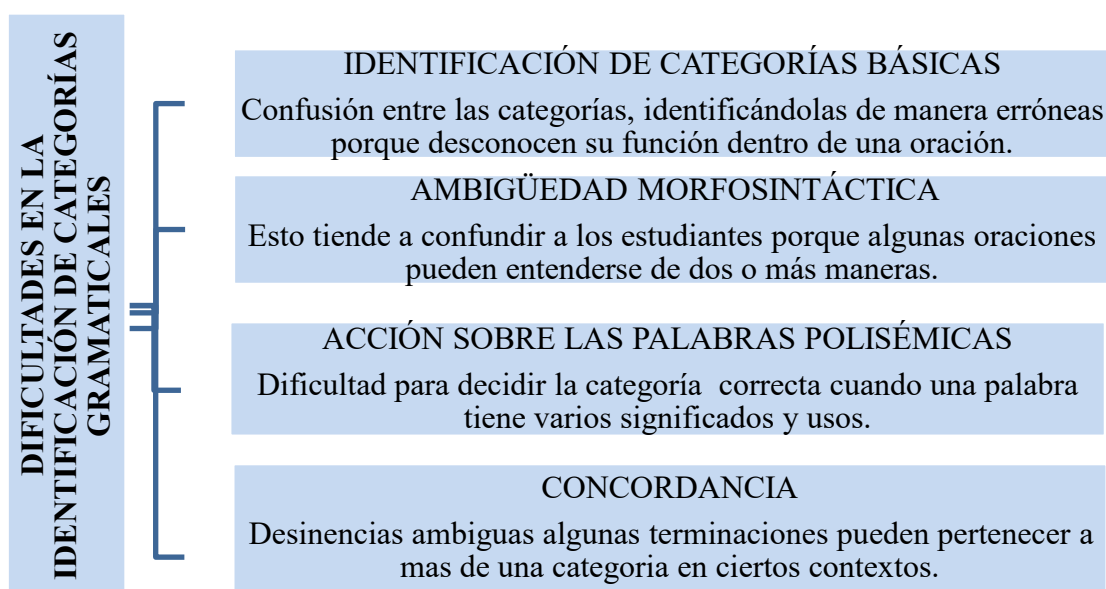 DIFICULTADES EN LA
IDENTIFICACIÓN DE CATEGORÍAS
GRAMATICALES
IDENTIFICACIÓN DE CATEGORÍAS BÁSICAS
Confusión entre las categorías, identificándolas de manera erróneas
porque desconocen su función dentro de una oración.
AMBIGÜEDAD MORFOSINTÁCTICA
Esto tiende a confundir a los estudiantes porque algunas oraciones
pueden entenderse de dos o más maneras.
ACCIÓN SOBRE LAS PALABRAS POLISÉMICAS
Dificultad para decidir la categoría  correcta cuando una palabra
tiene varios significados y usos.
CONCORDANCIA
Desinencias ambiguas algunas terminaciones pueden pertenecer a
mas de una categoria en ciertos contextos.